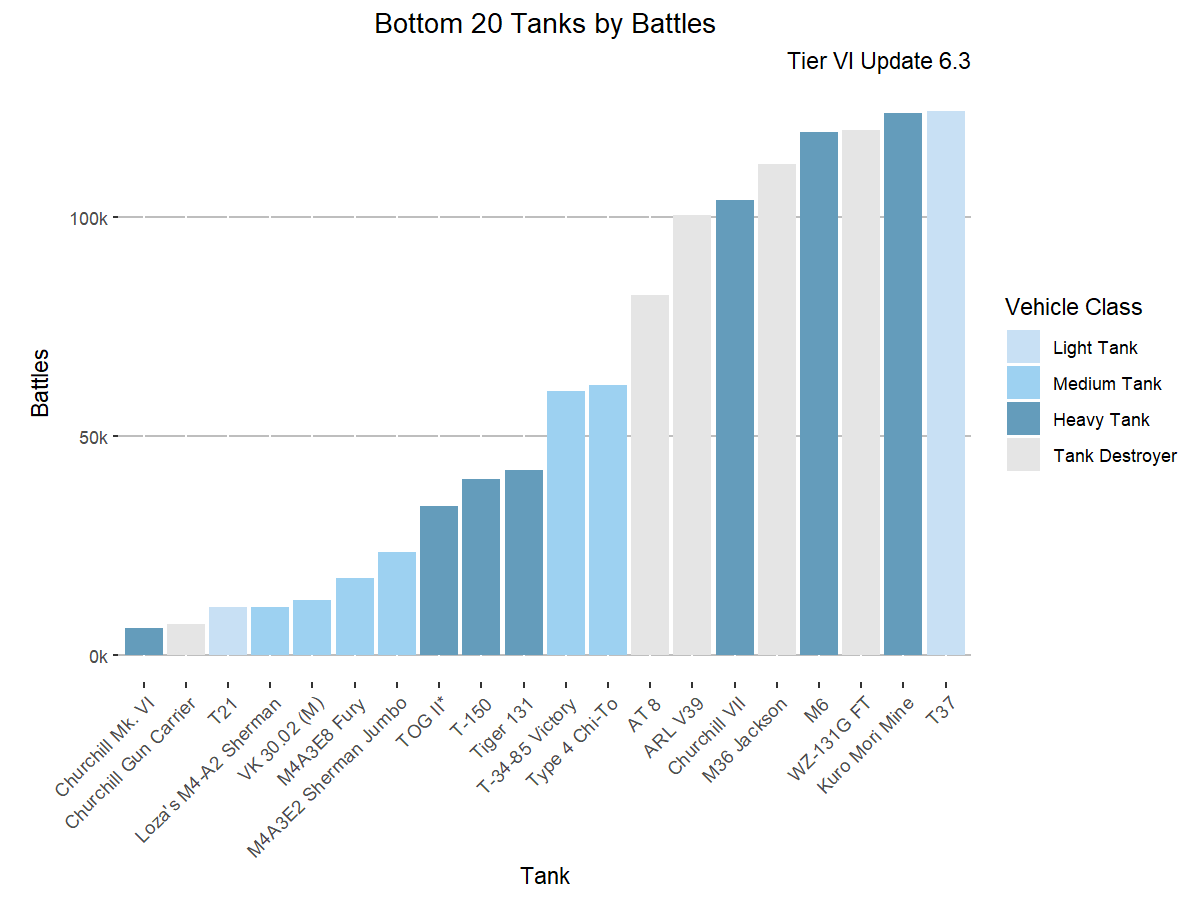 Bottom 20 Tanks by Battles
Tier VI Update 6.3
Battles
100k
50k
0k
Churchill Mk. VI
Churchill Gun Carrier
T21
Loza's M4-A2 Sherman
VK 30.02 (M)
M4A3E8 Fury
M4A3E2 Sherman Jumbo
TOG II*
T-150
Tiger 131
T-34-85 Victory
Type 4 Chi-To
AT 8
ARL V39
Churchill VII
M36 Jackson
M6
WZ-131G FT
Kuro Mori Mine
T37
Tank
Vehicle Class
Light Tank
Medium Tank
Heavy Tank
Tank Destroyer